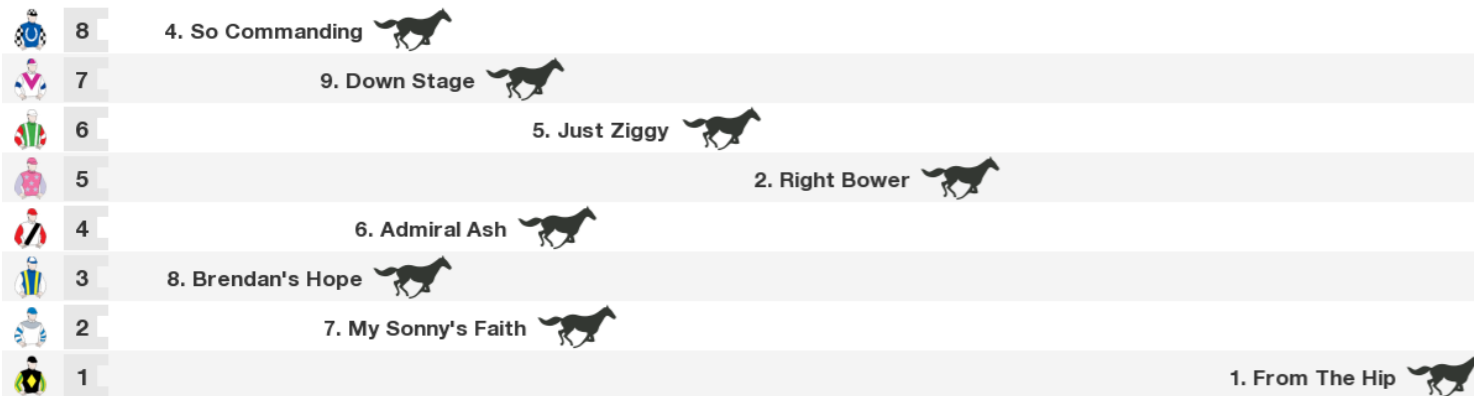 8 4. So Commanding
7 9. Down Stage
6 5. Just Ziggy
5 2. Right Bower
4 6. Admiral Ash
3 8. Brendan's Hope
2 7. My Sonny's Faith
1 1. From The Hip